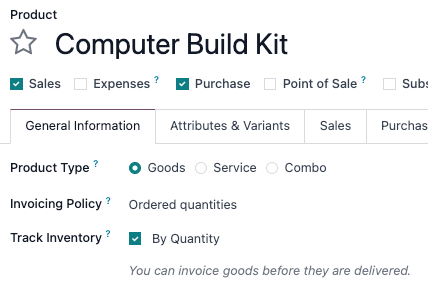 Product
Computer Build Kit
Sales Expenses ? Purchase Point of Sale ? Subs
General Information Attributes & Variants Sales Purchas
Product Type ? Goods Service Combo
Invoicing Policy ? Ordered quantities
Track Inventory ? By Quantity
You can invoice goods before they are delivered.